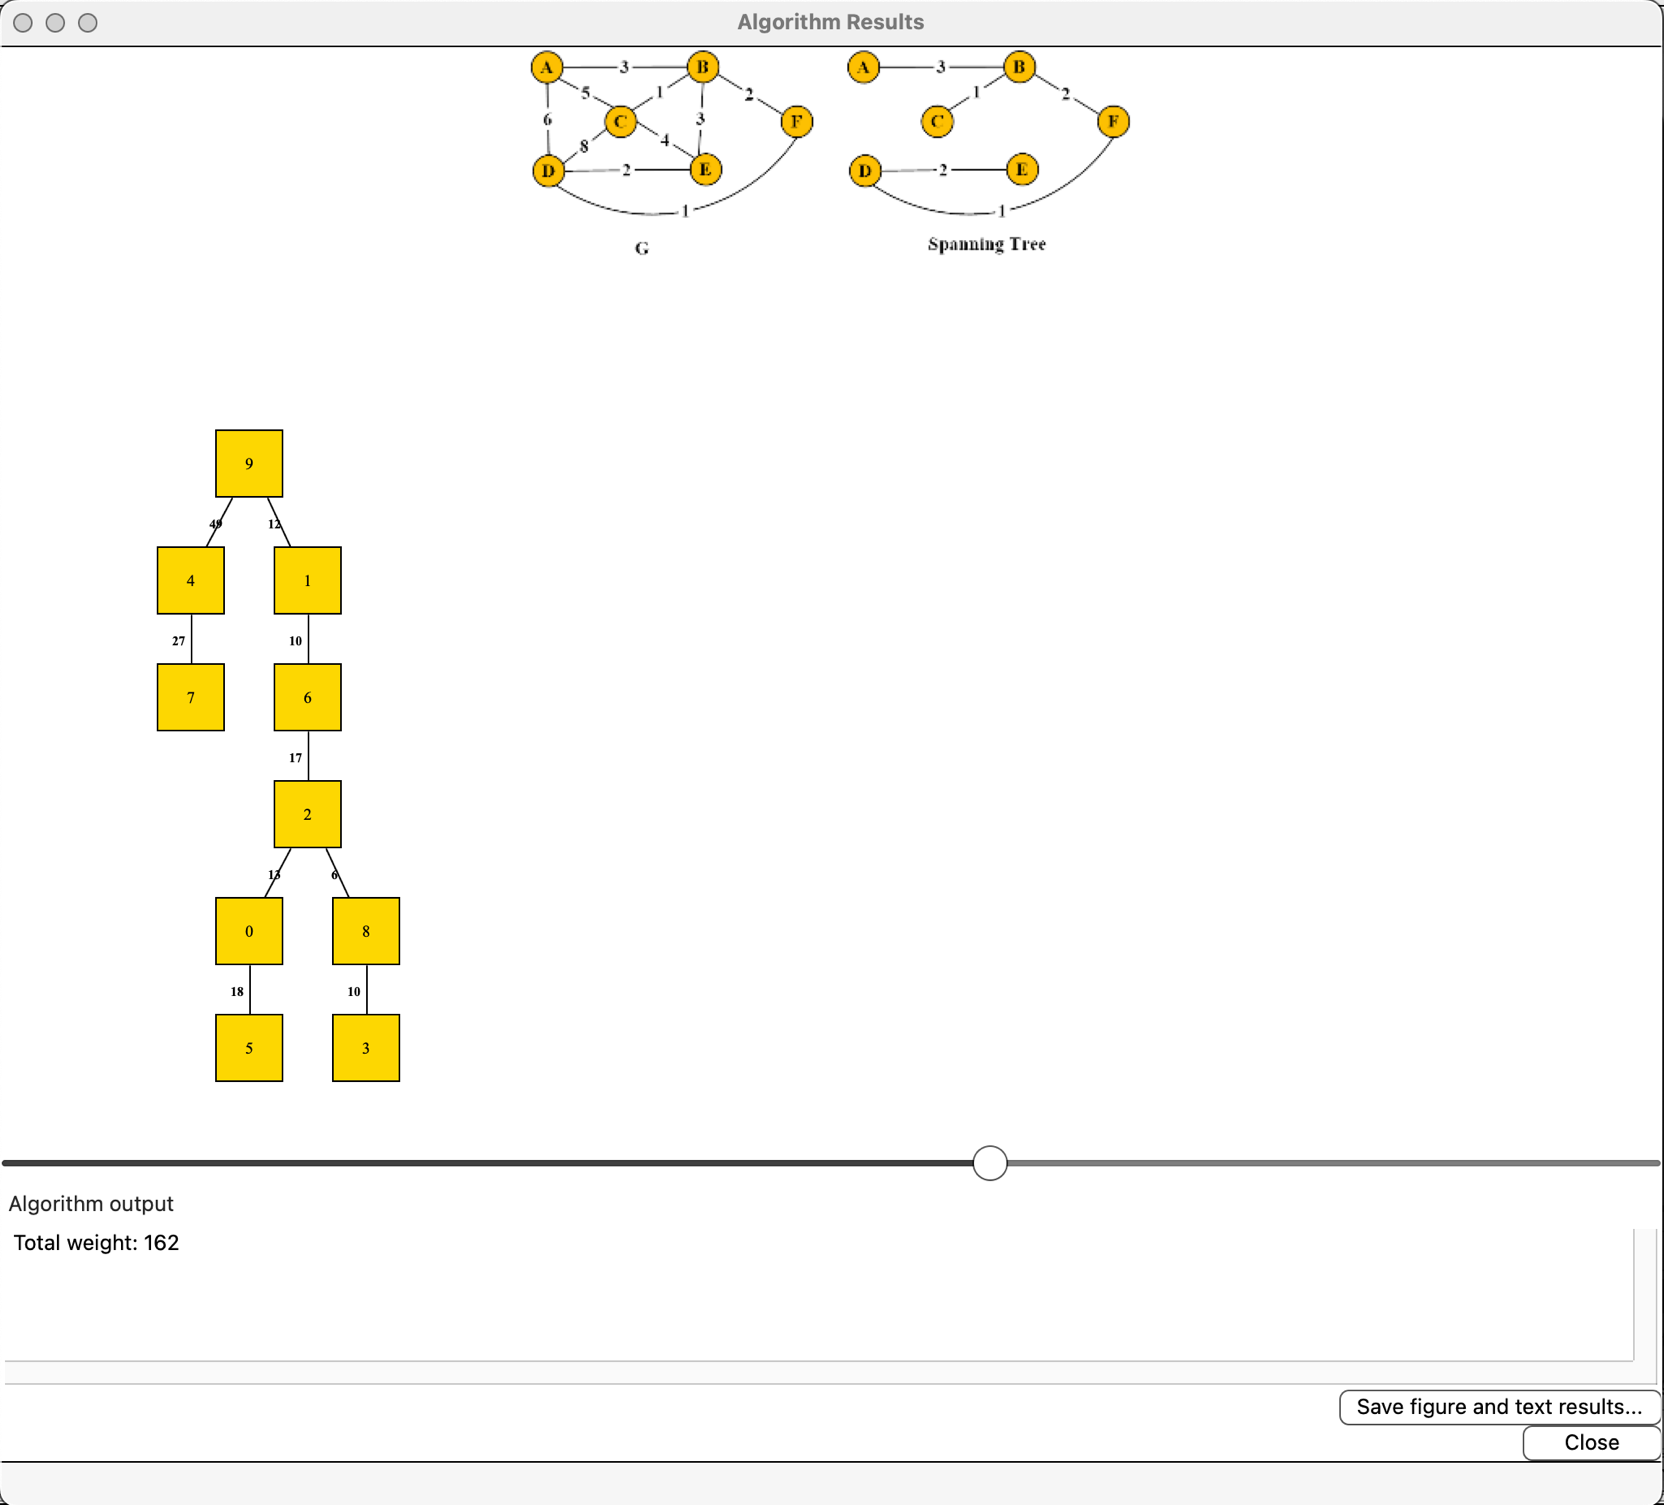 Algorithm Results
A 3 B A 3 B
5 1 2 1 2
6 C 3 F C F
8 4
D 2 E D 2 E
1 1
G Spanning Tree
9
49 12
4 1
27 10
7 6
17
2
13 6
0 8
18 10
5 3
Algorithm output
Total weight: 162
Save figure and text results...
Close